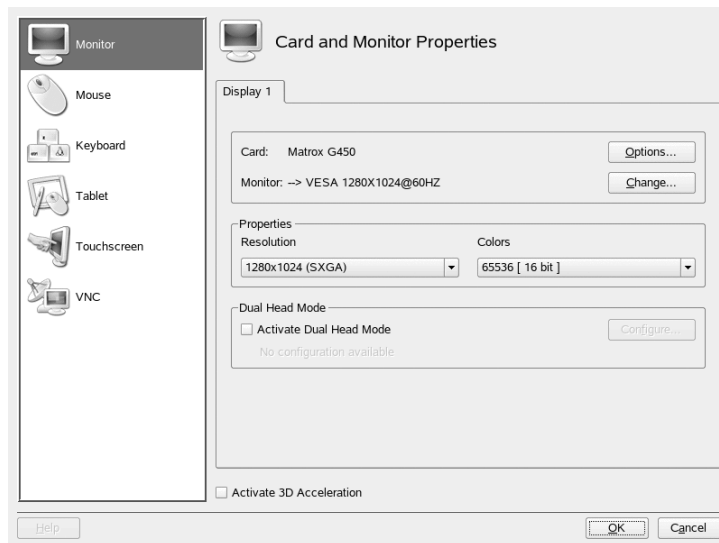 Monitor
Mouse
Keyboard
Tablet
Touchscreen
VNC
Card and Monitor Properties
Display 1
Card: Matrox G450
Options...
Monitor: --> VESA 1280X1024@60HZ
Change...
Properties
Resolution
Colors
1280x1024 (SXGA)
65536 [ 16 bit ]
Dual Head Mode
Activate Dual Head Mode
Configure...
No configuration available
Activate 3D Acceleration
Help
OK
Cancel